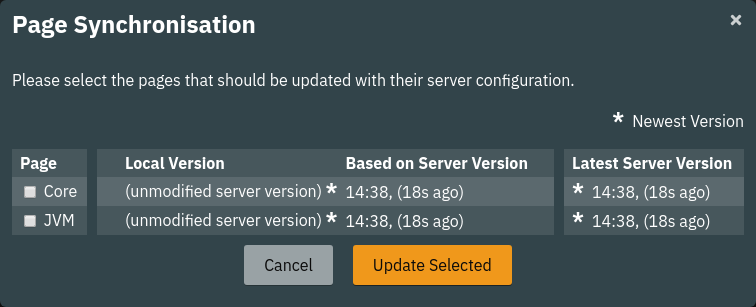 Page Synchronisation ×
Please select the pages that should be updated with their server configuration.
* Newest Version
Page Local Version Based on Server Version Latest Server Version
Core (unmodified server version) * 14:38, (18s ago) * 14:38, (18s ago)
JVM (unmodified server version) * 14:38, (18s ago) * 14:38, (18s ago)
Cancel Update Selected